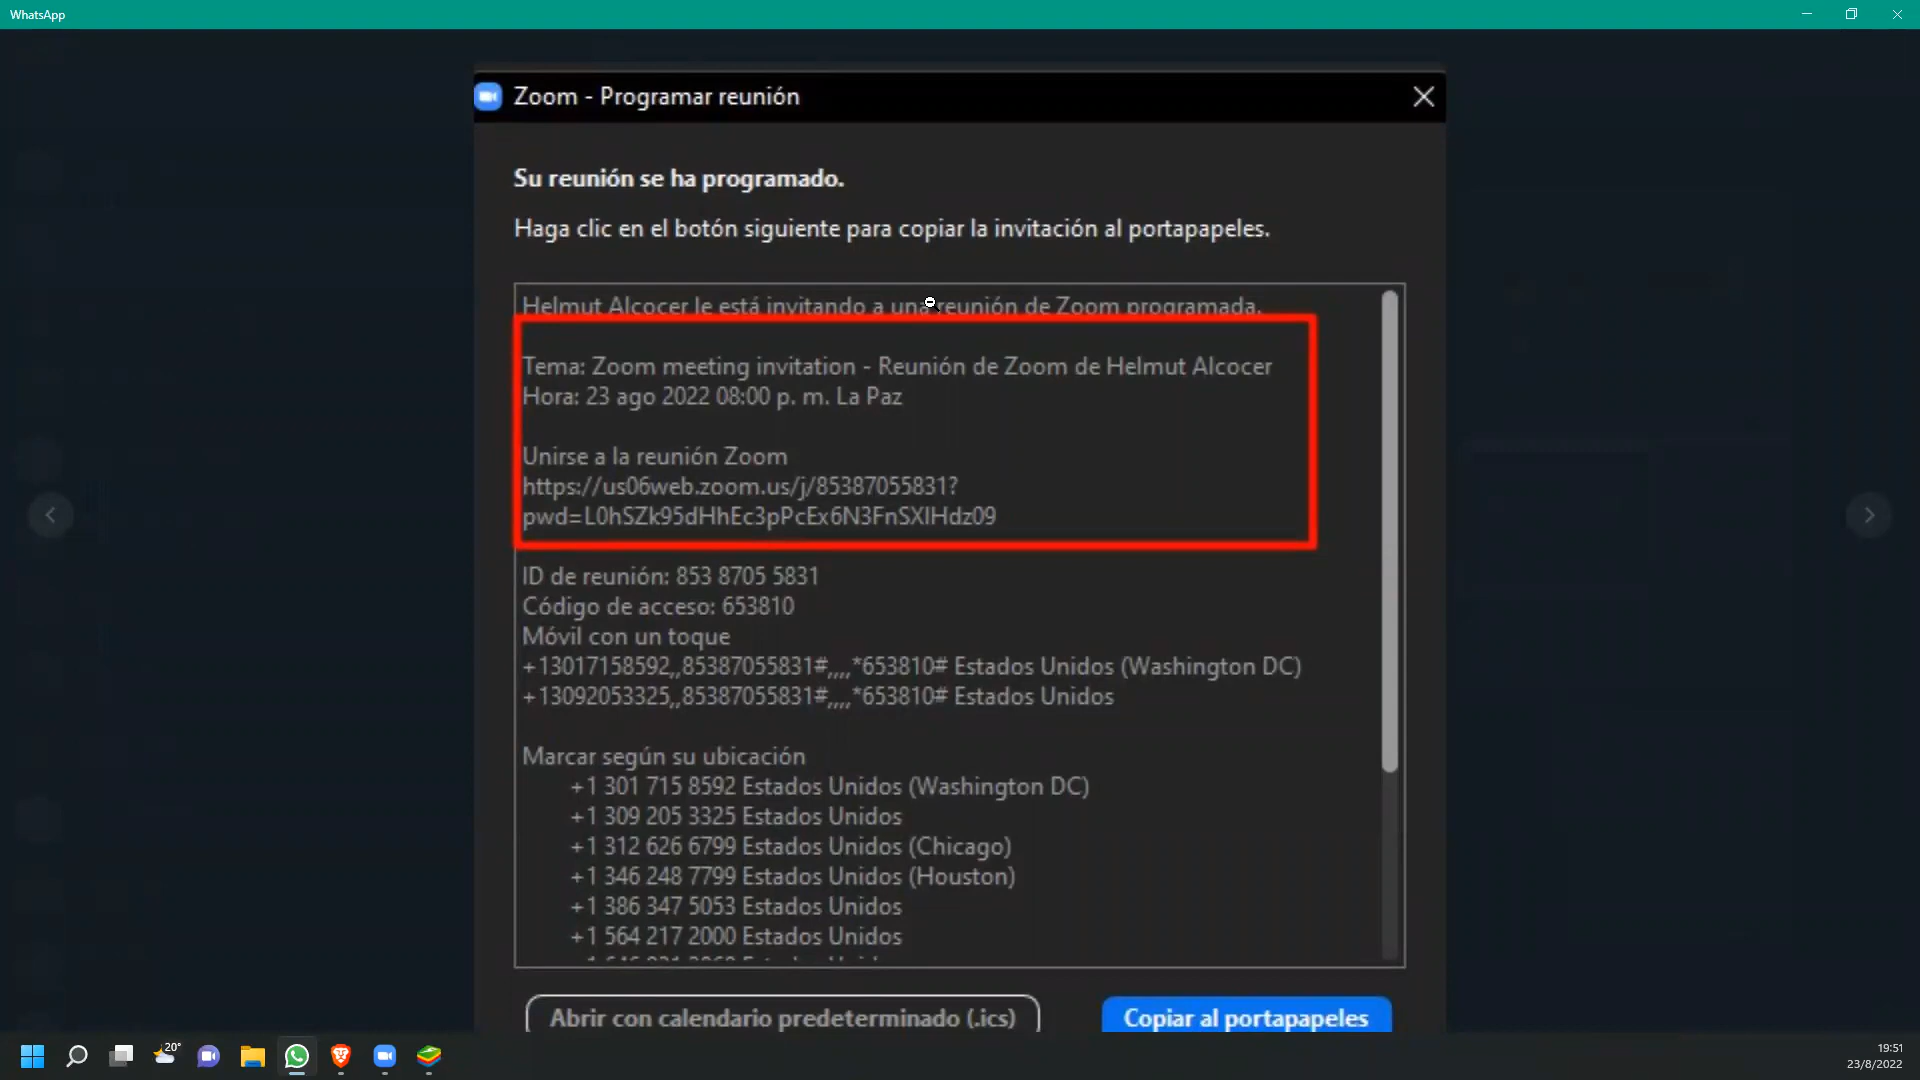 WhatsApp
Zoom - Programar reunión
Su reunión se ha programado.
Haga clic en el botón siguiente para copiar la invitación al portapapeles.
Helmut Alcocer le está invitando a una reunión de Zoom programada.
Tema: Zoom meeting invitation - Reunión de Zoom de Helmut Alcocer
Hora: 23 ago 2022 08:00 p. m. La Paz
Unirse a la reunión Zoom
https://us06web.zoom.us/j/85387055831?
pwd=L0hSZk95dHhEc3pPcEx6N3FnSXlHdz09
ID de reunión: 853 8705 5831
Código de acceso: 653810
Móvil con un toque
+13017158592,,85387055831#,,,,*653810# Estados Unidos (Washington DC)
+13092053325,,85387055831#,,,,*653810# Estados Unidos
Marcar según su ubicación
+1 301 715 8592 Estados Unidos (Washington DC)
+1 309 205 3325 Estados Unidos
+1 312 626 6799 Estados Unidos (Chicago)
+1 346 248 7799 Estados Unidos (Houston)
+1 386 347 5053 Estados Unidos
+1 564 217 2000 Estados Unidos
Abrir con calendario predeterminado (.ics)
Copiar al portapapeles
20°
19:51
23/8/2022